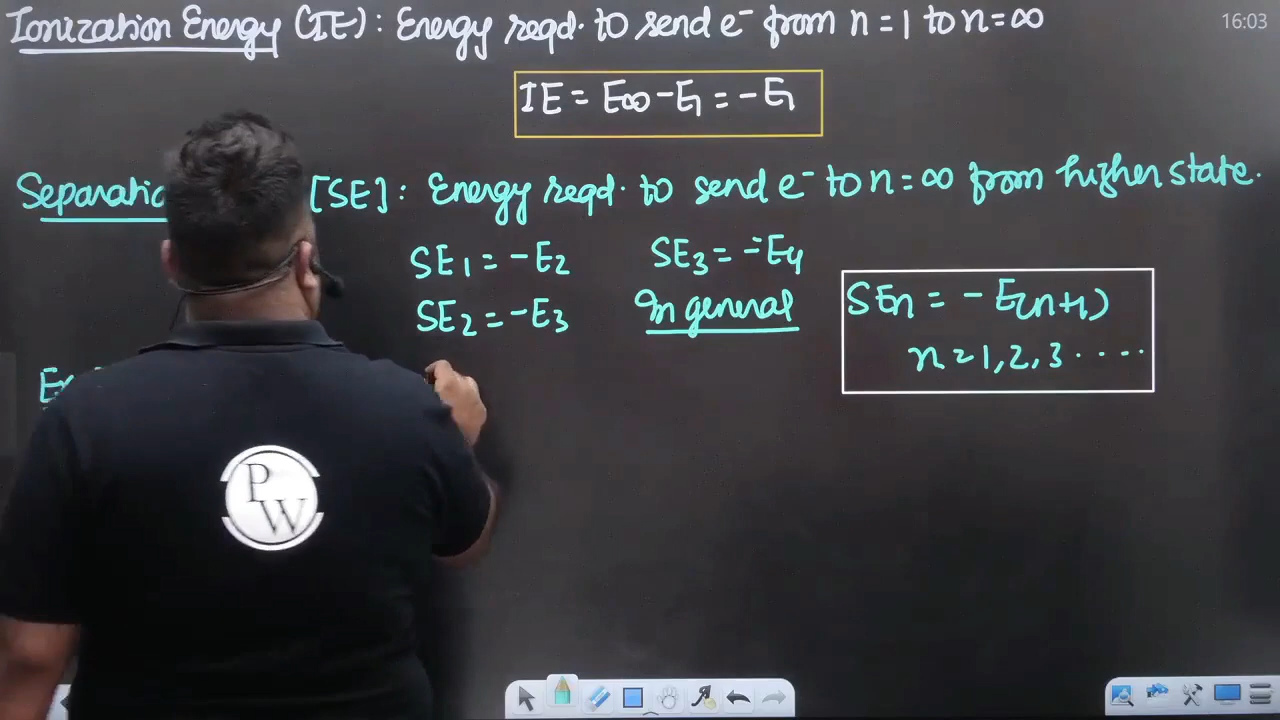 Ionization Energy (IE): Energy reqd. to send e⁻ from n = 1 to n = ∞
16:03
IE = E∞ - E1 = - E1
[SE]: Energy reqd. to send e⁻ to n = ∞ from higher state.
SE1 = -E2
SE3 = -E4
SE2 = -E3
In general
SEn = - E(n+1)
n = 1, 2, 3 ....
PW